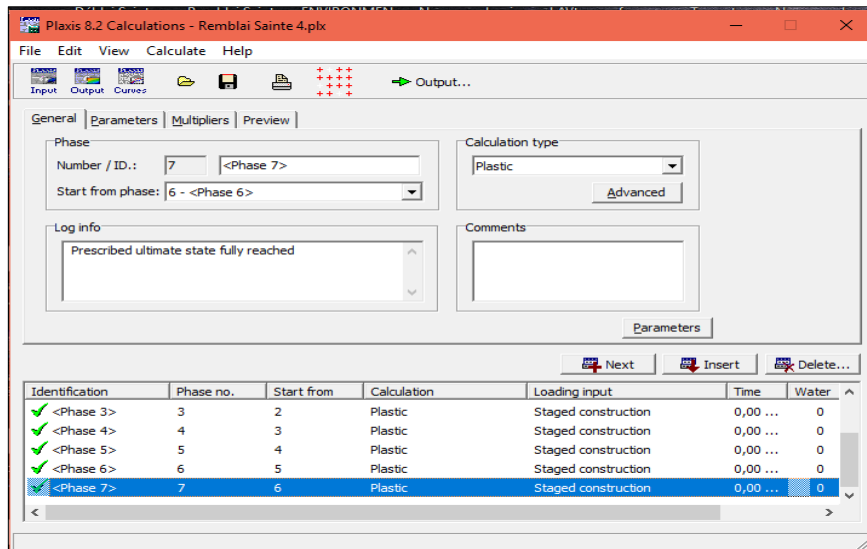 Plaxis 8.2 Calculations - Remblai Sainte 4.plx
File Edit View Calculate Help
Input Output Curves Output...
General Parameters Multipliers Preview
Phase
Number / ID.: 7 <Phase 7>
Start from phase: 6 - <Phase 6>
Calculation type
Plastic
Advanced
Log info
Prescribed ultimate state fully reached
Comments
Parameters
Next Insert Delete...
Identification Phase no. Start from Calculation Loading input Time Water
<Phase 3> 3 2 Plastic Staged construction 0,00 ... 0
<Phase 4> 4 3 Plastic Staged construction 0,00 ... 0
<Phase 5> 5 4 Plastic Staged construction 0,00 ... 0
<Phase 6> 6 5 Plastic Staged construction 0,00 ... 0
<Phase 7> 7 6 Plastic Staged construction 0,00 ... 0